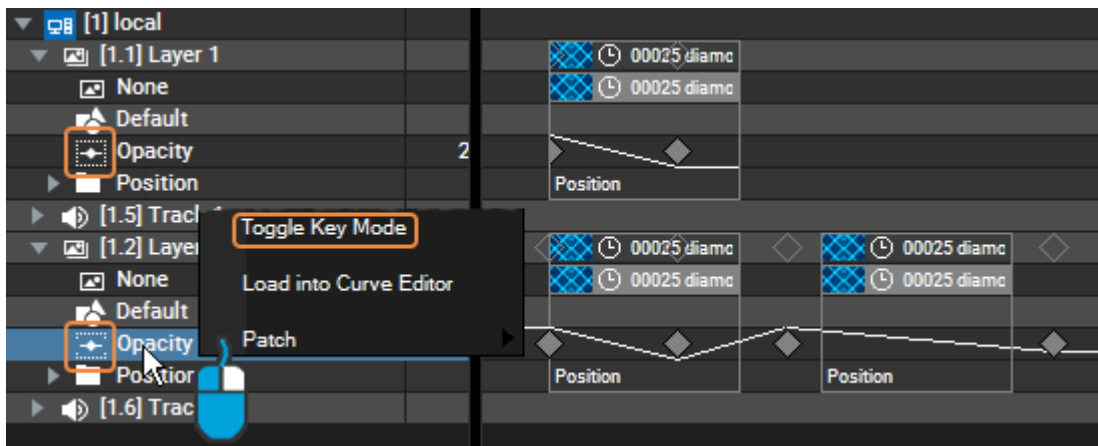 [1] local
[1.1] Layer 1
00025 diamo
None
00025 diamo
Default
Opacity 2
Position
Position
[1.5] Track
Toggle Key Mode
[1.2] Layer
00025 diamo
00025 diamo
None
Load into Curve Editor
00025 diamo
00025 diamo
Default
Patch
Opacity
Position
Position
Position
[1.6] Trac